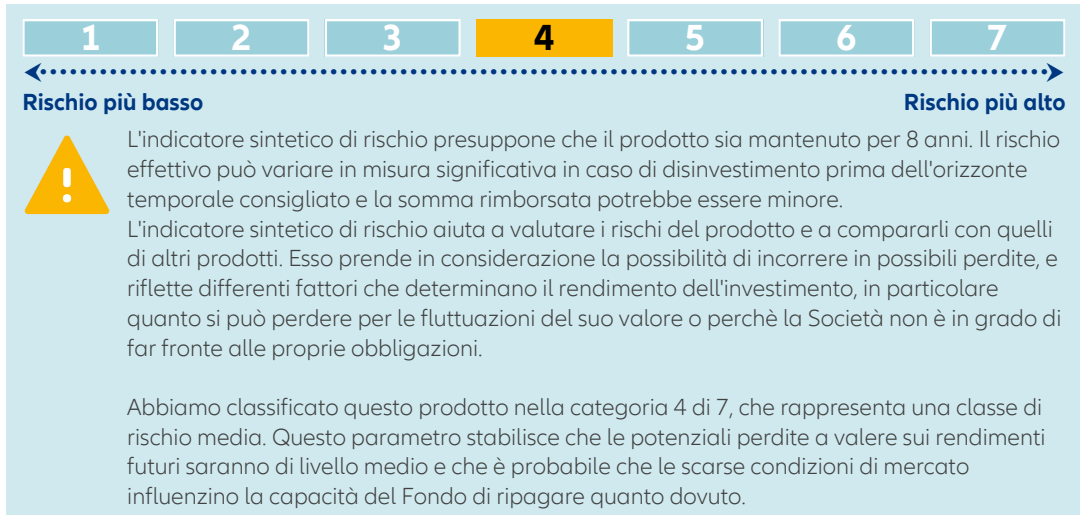 1 2 3 4 5 6 7
Rischio più basso Rischio più alto
L'indicatore sintetico di rischio presuppone che il prodotto sia mantenuto per 8 anni. Il rischio
effettivo può variare in misura significativa in caso di disinvestimento prima dell'orizzonte
temporale consigliato e la somma rimborsata potrebbe essere minore.
L'indicatore sintetico di rischio aiuta a valutare i rischi del prodotto e a compararli con quelli
di altri prodotti. Esso prende in considerazione la possibilità di incorrere in possibili perdite, e
riflette differenti fattori che determinano il rendimento dell'investimento, in particolare
quanto si può perdere per le fluttuazioni del suo valore o perchè la Società non è in grado di
far fronte alle proprie obbligazioni.
Abbiamo classificato questo prodotto nella categoria 4 di 7, che rappresenta una classe di
rischio media. Questo parametro stabilisce che le potenziali perdite a valere sui rendimenti
futuri saranno di livello medio e che è probabile che le scarse condizioni di mercato
influenzino la capacità del Fondo di ripagare quanto dovuto.